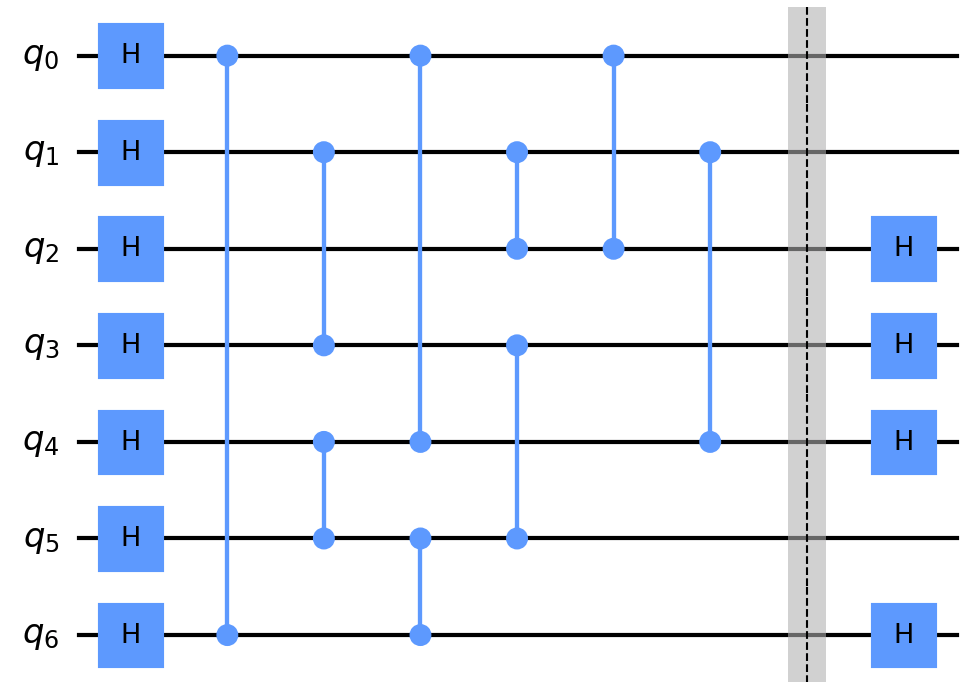 q0 H
q1 H
q2 H H
q3 H H
q4 H H
q5 H
q6 H H